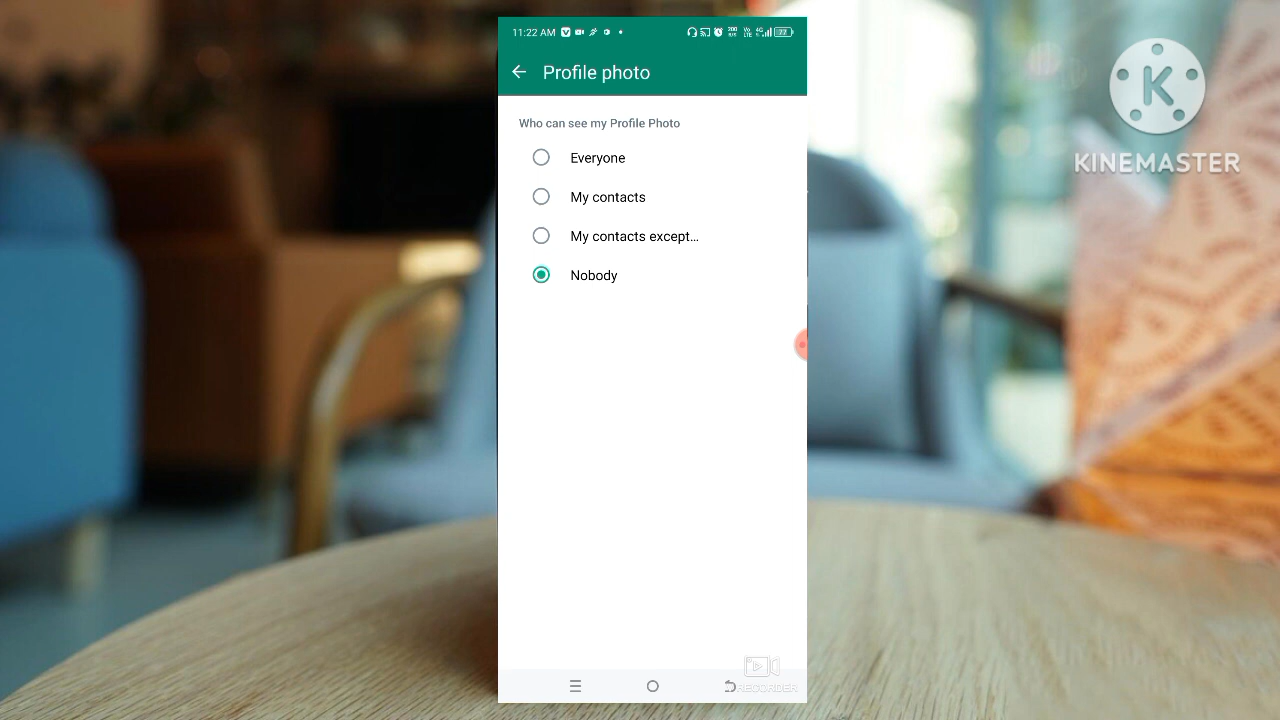 11:22 AM
Profile photo
Who can see my Profile Photo
Everyone
My contacts
My contacts except...
Nobody
KINEMASTER
RECORDER